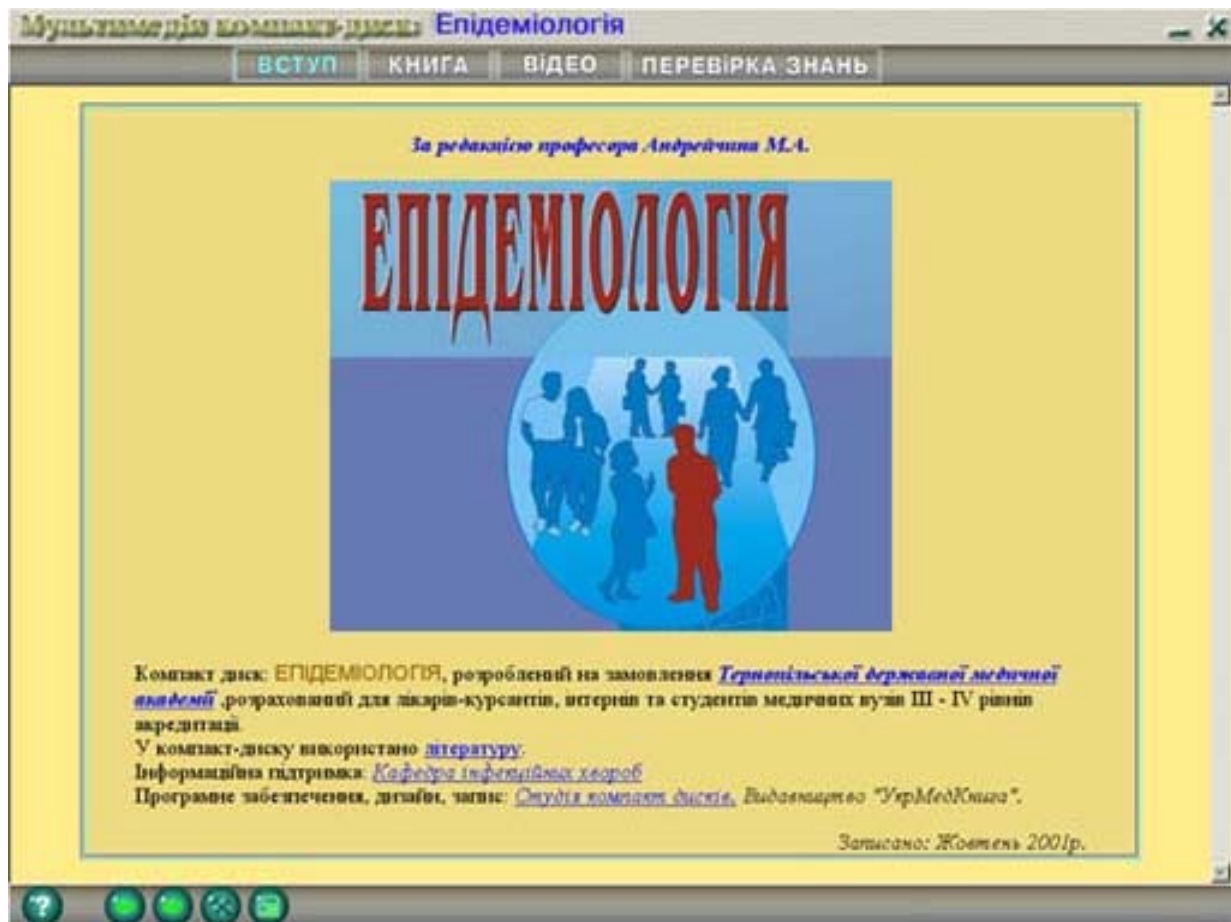 Мультимедія компакт-диск: Епідеміологія
ВСТУП КНИГА ВІДЕО ПЕРЕВІРКА ЗНАНЬ
За редакцією професора Андрейчина М.А.
ЕПІДЕМІОЛОГІЯ
Компакт диск: ЕПІДЕМІОЛОГІЯ, розроблений на замовлення Тернопільської державної медичної
академії ,розрахований для лікарів-курсантів, інтернів та студентів медичних вузів III - IV рівнів
акредитації.
У компакт-диску використано літературу.
Інформаційна підтримка: Кафедра інфекційних хвороб
Програмне забезпечення, дизайн, запис: Студія компакт дисків, Видавництво "УкрМедКнига".
Записано: Жовтень 2001р.